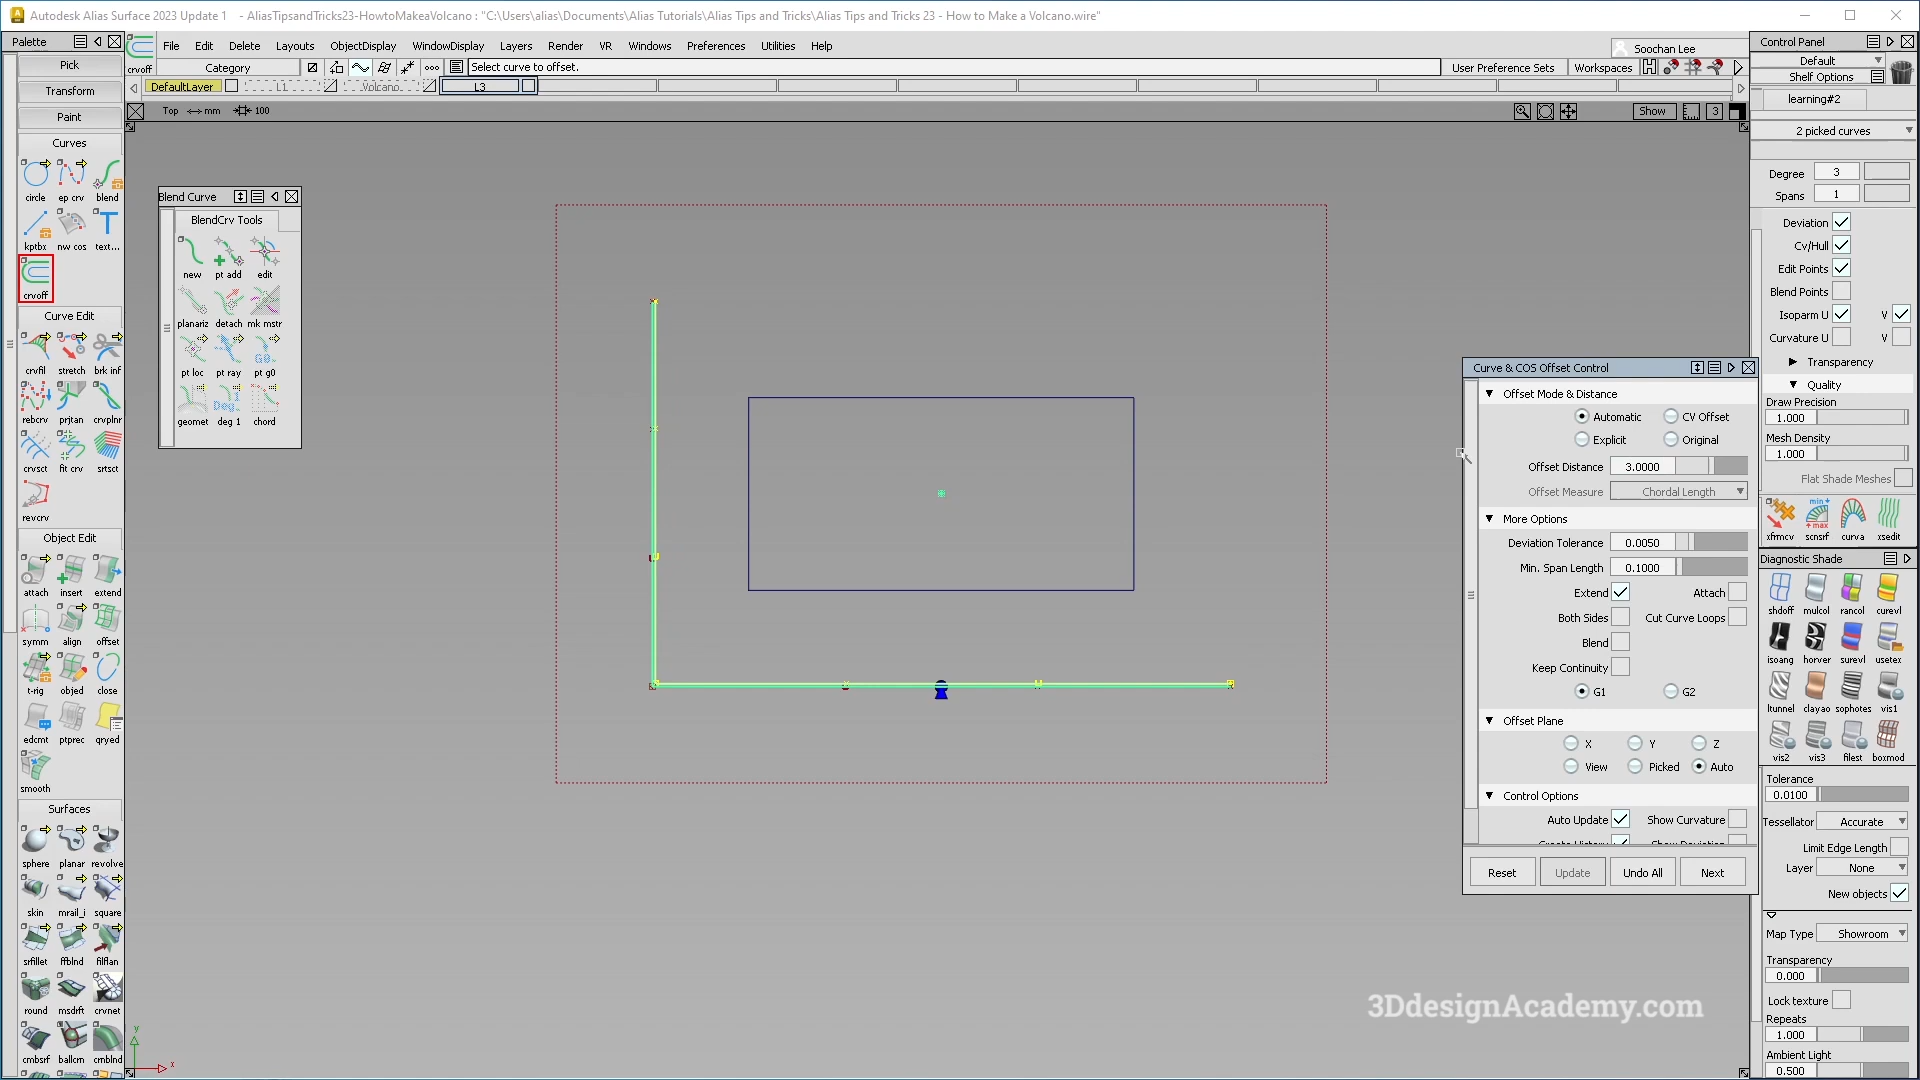 Autodesk Alias Surface 2023 Update 1 - AliasTipsandTricks23-HowtoMakeaVolcano : "C:\Users\alias\Documents\Alias Tutorials\Alias Tips and Tricks\Alias Tips and Tricks 23 - How to Make a Volcano.wire"
Palette
File Edit Delete Layouts ObjectDisplay WindowDisplay Layers Render VR Windows Preferences Utilities Help
Soochan Lee
crvoff Category Select curve to offset. User Preference Sets Workspaces
DefaultLayer L1 Volcano L3
Top mm 100 Show 3
Pick
Transform
Paint
Curves
circle ep crv blend
kptbx nw cos text...
crvoff
Curve Edit
crvfil stretch brk inf
rebcrv prjtan crvplnr
crvsct fit crv srtsct
revcrv
Object Edit
attach insert extend
symm align offset
t-rig objed close
edcmt ptprec qryed
smooth
Surfaces
sphere planar revolve
skin mrail_i square
srfillet ffblnd filflan
round msdrft crvnet
cmbsrf ballcrn cmblnd
Blend Curve
BlendCrv Tools
new pt add edit
planariz detach mk mstr
pt loc pt ray pt g0
geomet deg 1 chord
y
x
Curve & COS Offset Control
Offset Mode & Distance
Automatic CV Offset
Explicit Original
Offset Distance 3.0000
Offset Measure Chordal Length
More Options
Deviation Tolerance 0.0050
Min. Span Length 0.1000
Extend Attach
Both Sides Cut Curve Loops
Blend
Keep Continuity
G1 G2
Offset Plane
X Y Z
View Picked Auto
Control Options
Auto Update Show Curvature
Create History Show Deviation
Reset Update Undo All Next
3DdesignAcademy.com
Control Panel
Default
Shelf Options
learning#2
2 picked curves
Degree 3
Spans 1
Deviation
Cv/Hull
Edit Points
Blend Points
Isoparm U V
Curvature U V
Transparency
Quality
Draw Precision
1.000
Mesh Density
1.000
Flat Shade Meshes
xfrmcv scnsrf curva xsedit
Diagnostic Shade
shdoff mulcol rancol curevl
isoang horver surevl usetex
ltunnel clayao sophotes vis1
vis2 vis3 filest boxmod
Tolerance
0.0100
Tessellator Accurate
Limit Edge Length
Layer None
New objects
Map Type Showroom
Transparency
0.000
Lock texture
Repeats
1.000
Ambient Light
0.500